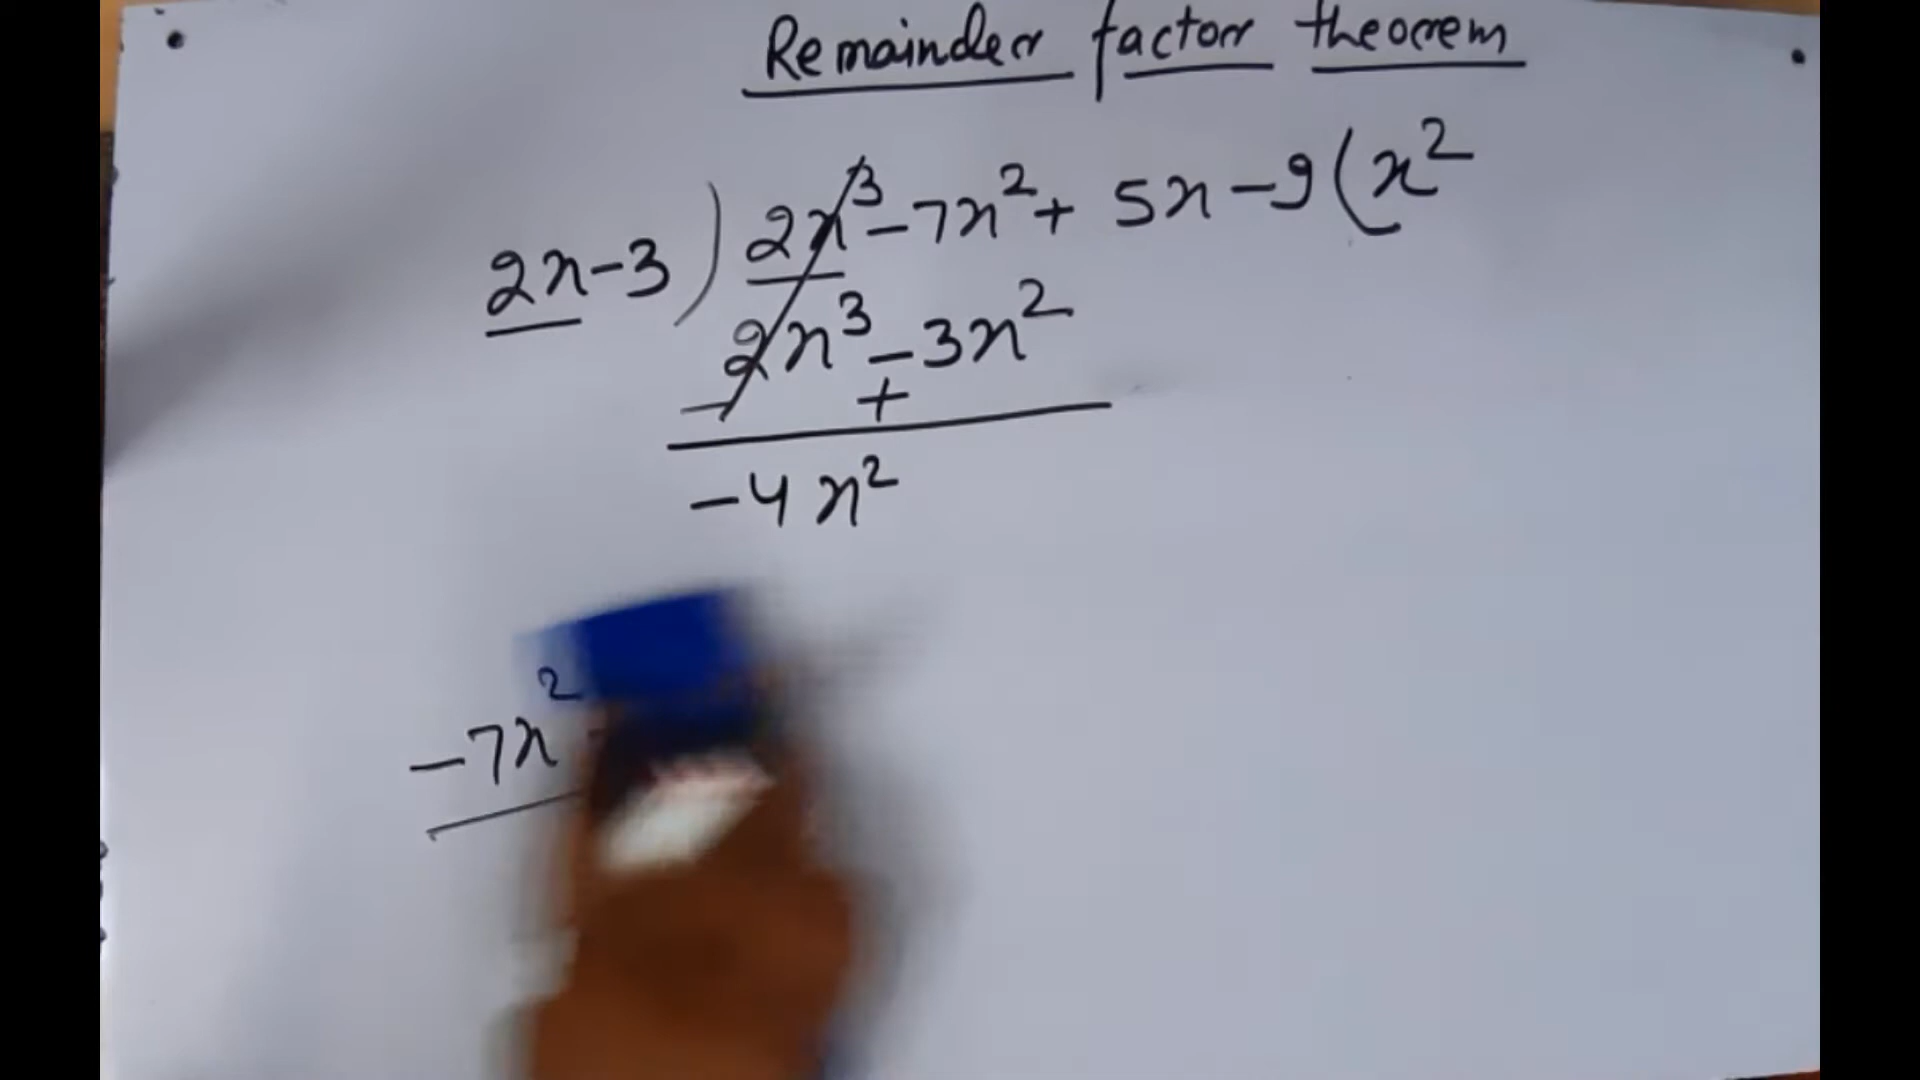 Remainder factor theorem
2x-3) 2x³-7x²+ 5x-9(x²
2x³-3x²
- +
-4x²
-7x²